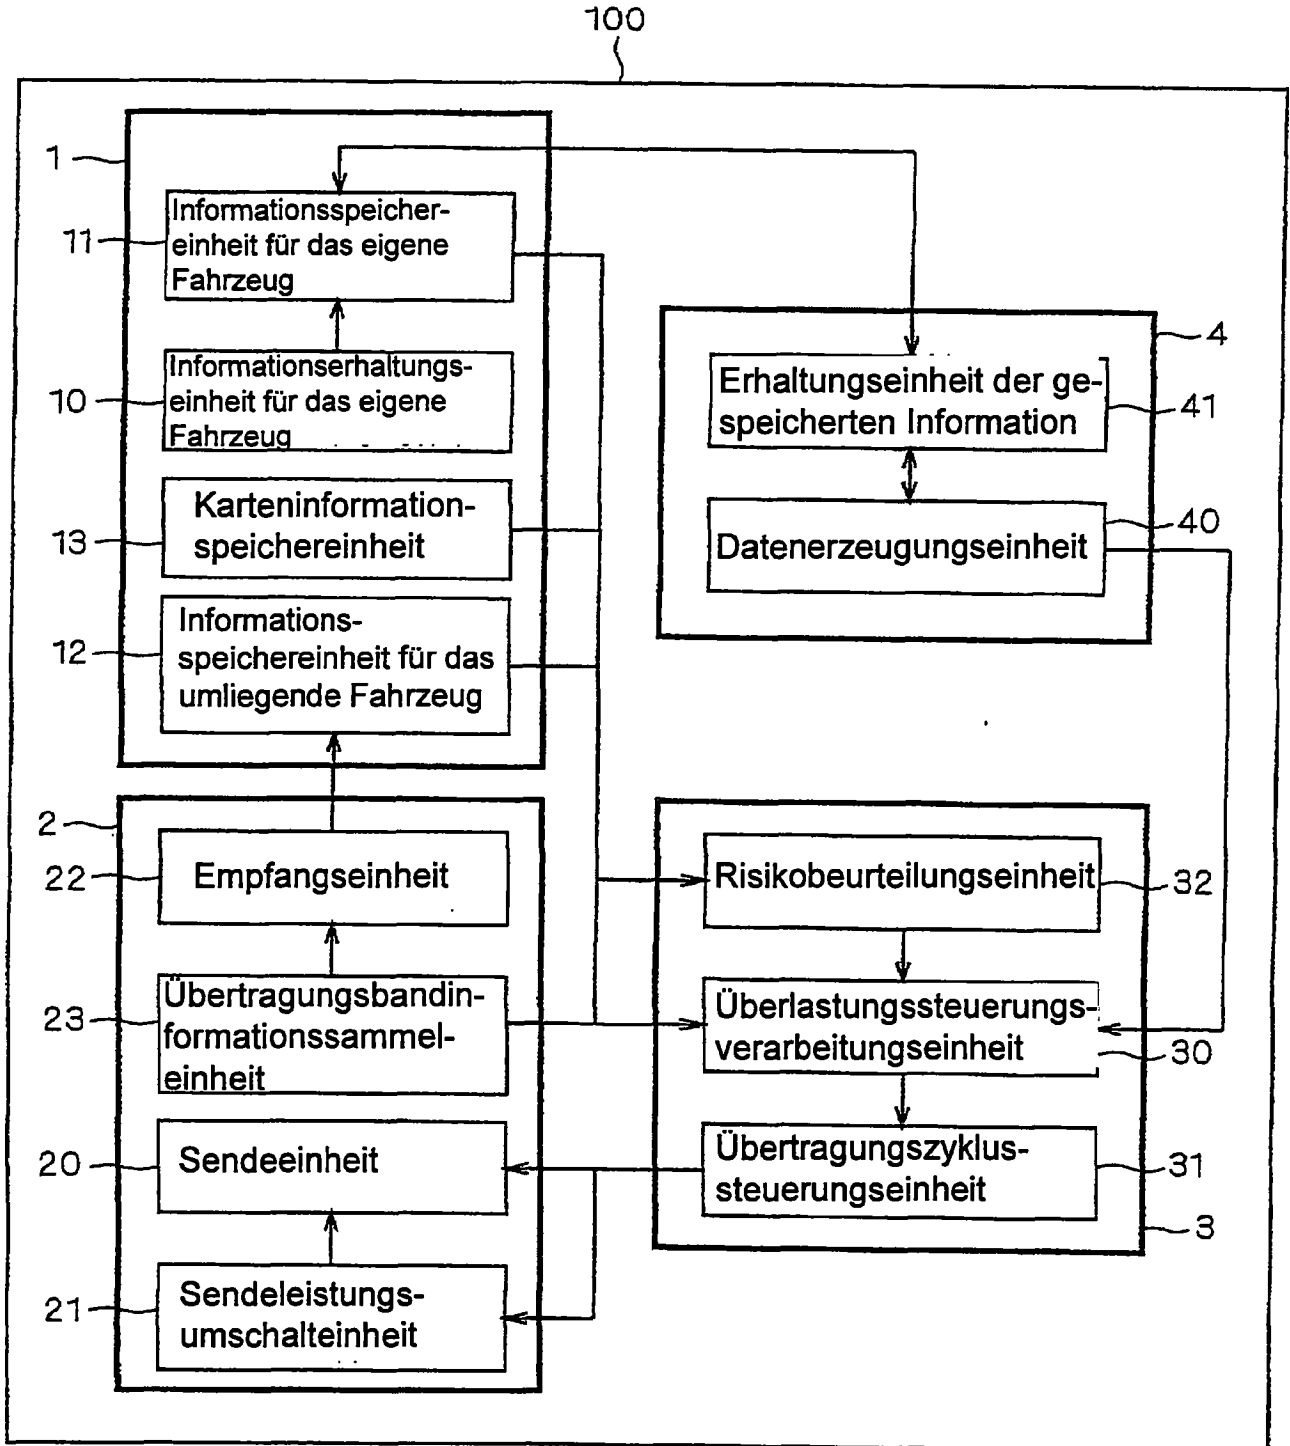 100
1
11
Informationsspeicher-
einheit für das eigene
Fahrzeug
10
Informationserhaltungs-
einheit für das eigene
Fahrzeug
13
Karteninformation-
speichereinheit
12
Informations-
speichereinheit für das
umliegende Fahrzeug
4
Erhaltungseinheit der ge-
speicherten Information
41
Datenerzeugungseinheit
40
2
22
Empfangseinheit
23
Übertragungsbandin-
formationssammel-
einheit
20
Sendeeinheit
21
Sendeleistungs-
umschalteinheit
Risikobeurteilungseinheit
32
Überlastungssteuerungs-
verarbeitungseinheit
30
Übertragungszyklus-
steuerungseinheit
31
3